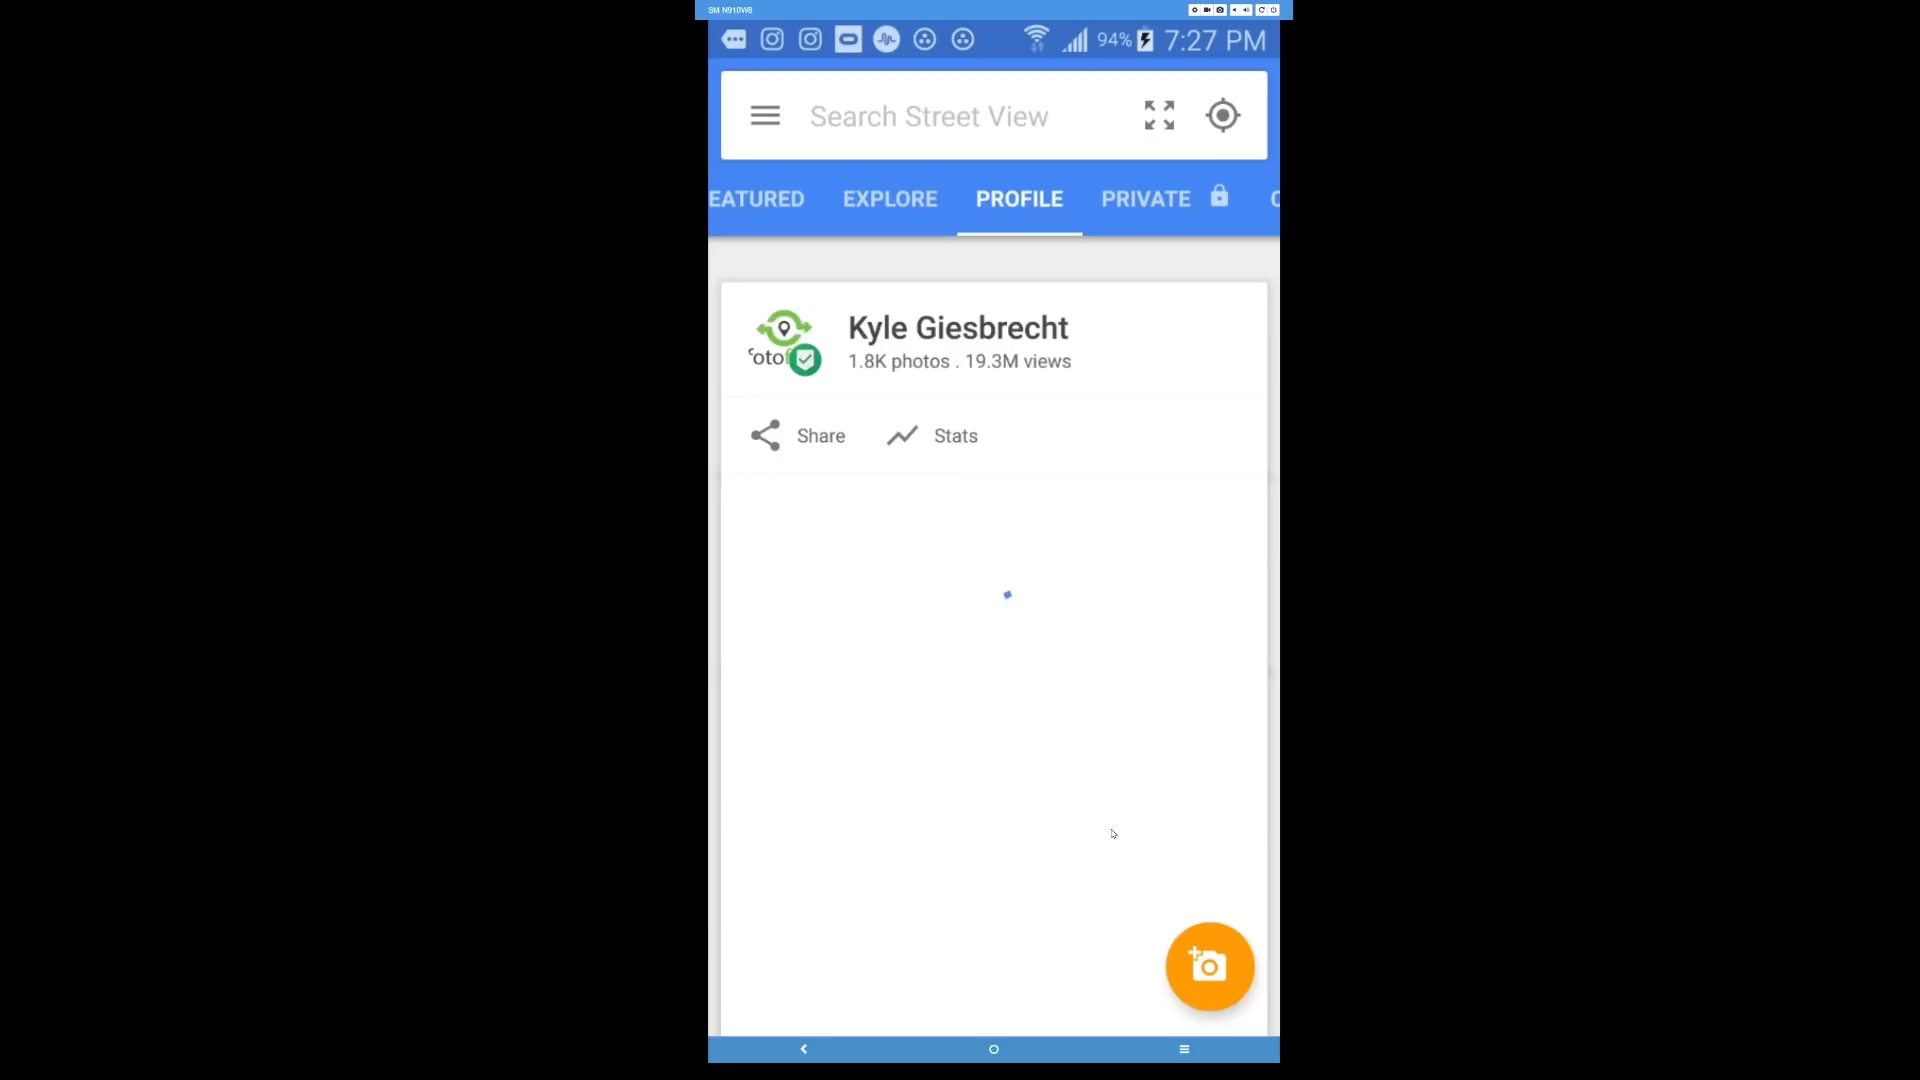 SM N910W8
94% 7:27 PM
Search Street View
EATURED EXPLORE PROFILE PRIVATE
Kyle Giesbrecht
1.8K photos . 19.3M views
Share Stats